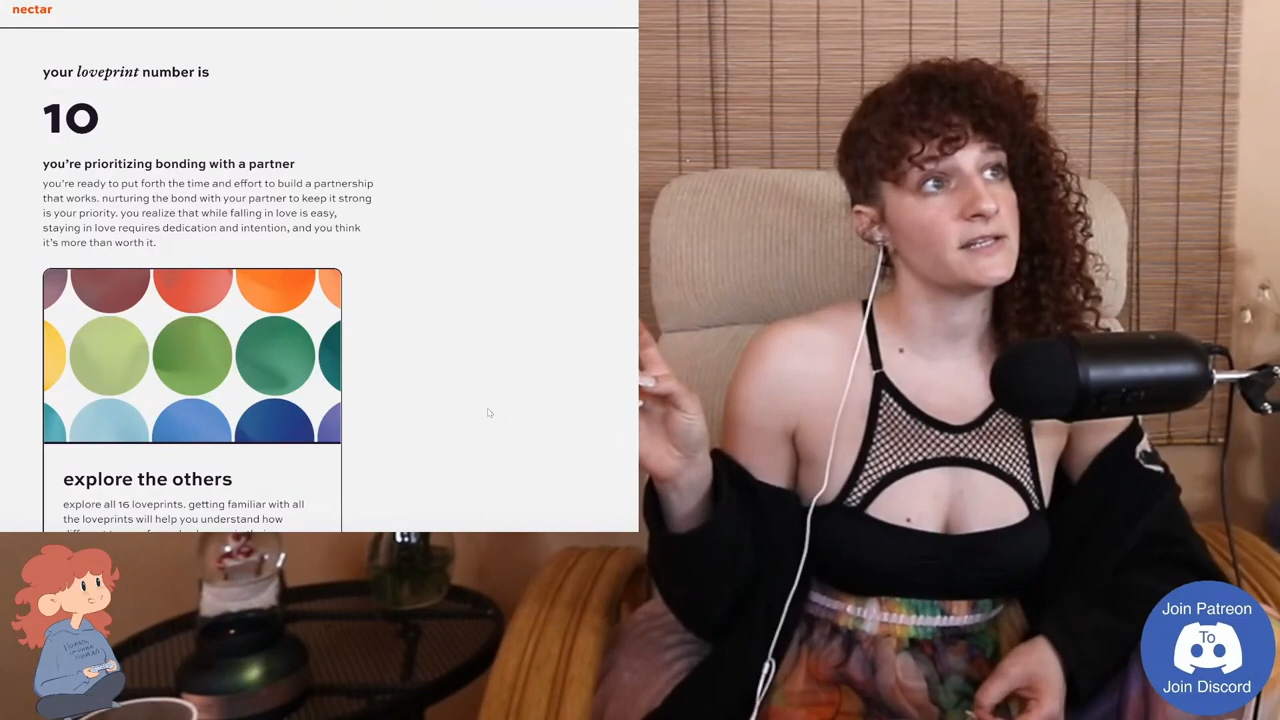 nectar
your loveprint number is
10
you're prioritizing bonding with a partner
you're ready to put forth the time and effort to build a partnership
that works. nurturing the bond with your partner to keep it strong
is your priority. you realize that while falling in love is easy,
staying in love requires dedication and intention, and you think
it's more than worth it.
explore the others
explore all 16 loveprints. getting familiar with all
the loveprints will help you understand how
Join Patreon
To
Join Discord